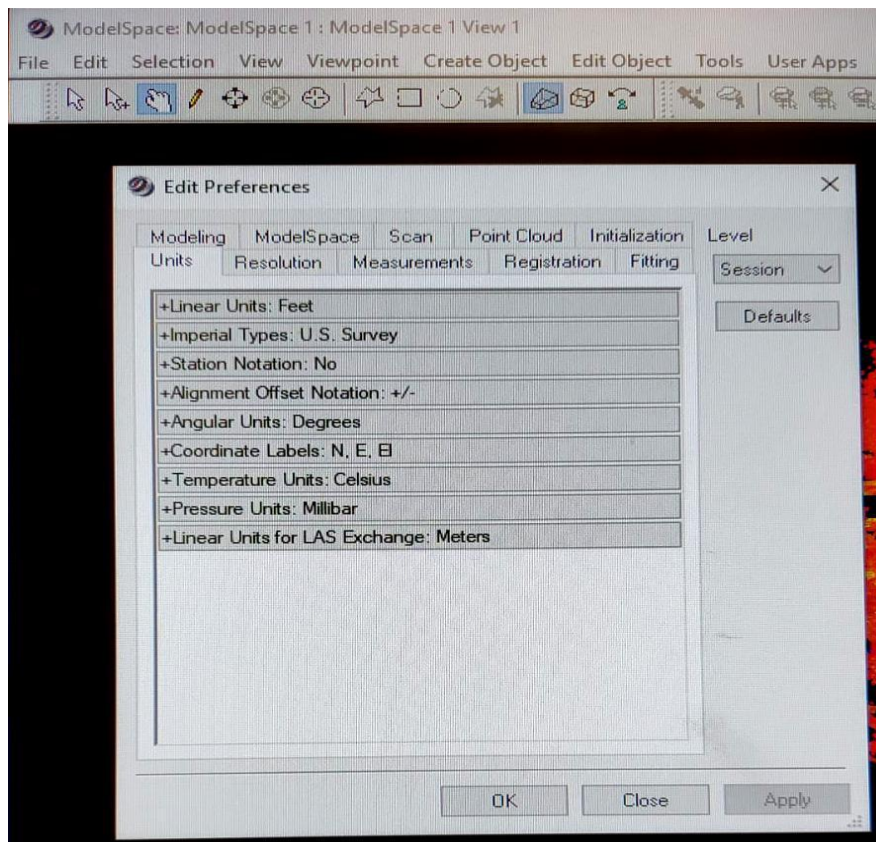 ModelSpace: ModelSpace 1 : ModelSpace 1 View 1
File Edit Selection View Viewpoint Create Object Edit Object Tools User Apps
Edit Preferences
Modeling ModelSpace Scan Point Cloud Initialization
Level
Units Resolution Measurements Registration Fitting
Session
Defaults
+Linear Units: Feet
+Imperial Types: U.S. Survey
+Station Notation: No
+Alignment Offset Notation: +/-
+Angular Units: Degrees
+Coordinate Labels: N, E, El
+Temperature Units: Celsius
+Pressure Units: Millibar
+Linear Units for LAS Exchange: Meters
OK Close Apply